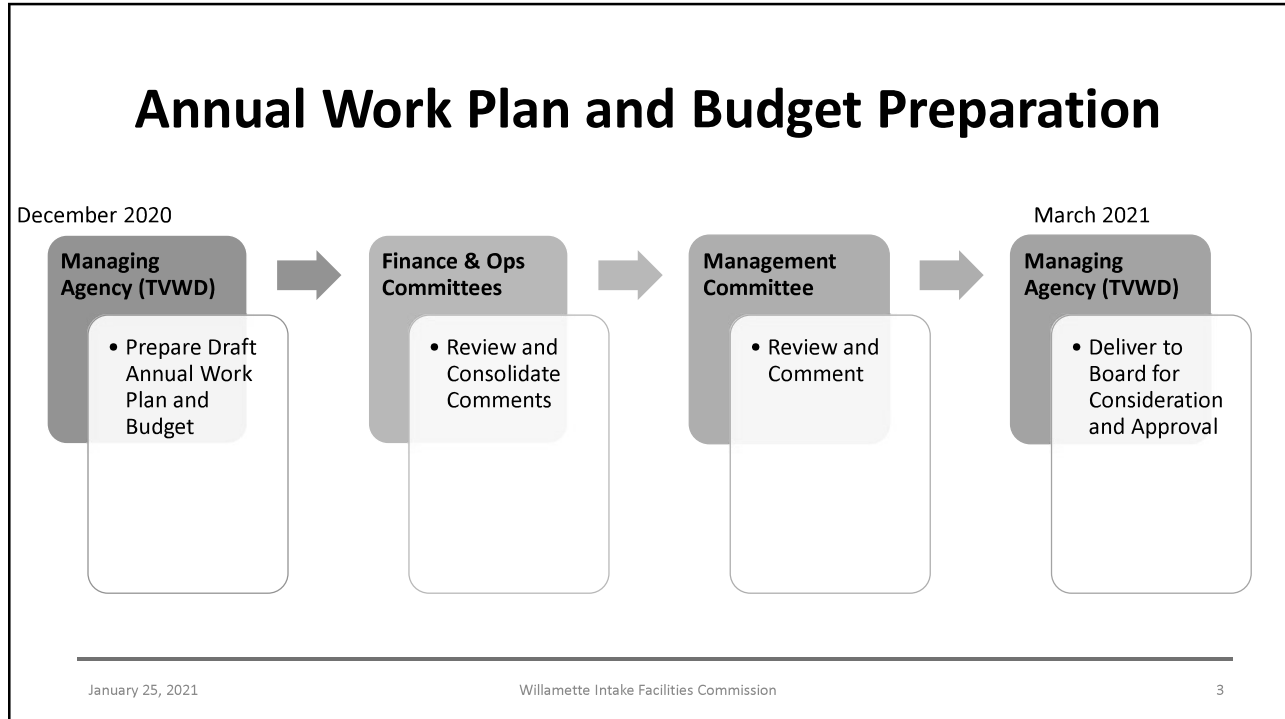 Annual Work Plan and Budget Preparation
December 2020
Managing
Agency (TVWD)
• Prepare Draft
Annual Work
Plan and
Budget
Finance & Ops
Committees
• Review and
Consolidate
Comments
Management
Committee
• Review and
Comment
March 2021
Managing
Agency (TVWD)
• Deliver to
Board for
Consideration
and Approval
January 25, 2021
Willamette Intake Facilities Commission
3